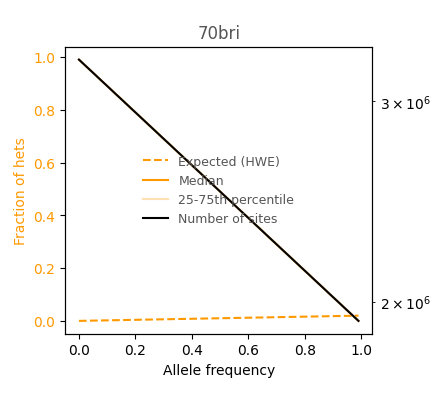 70bri
1.0
0.8
0.6
0.4
0.2
0.0
Fraction of hets
3 × 10⁶
2 × 10⁶
Expected (HWE)
Median
25-75th percentile
Number of sites
0.0 0.2 0.4 0.6 0.8 1.0
Allele frequency